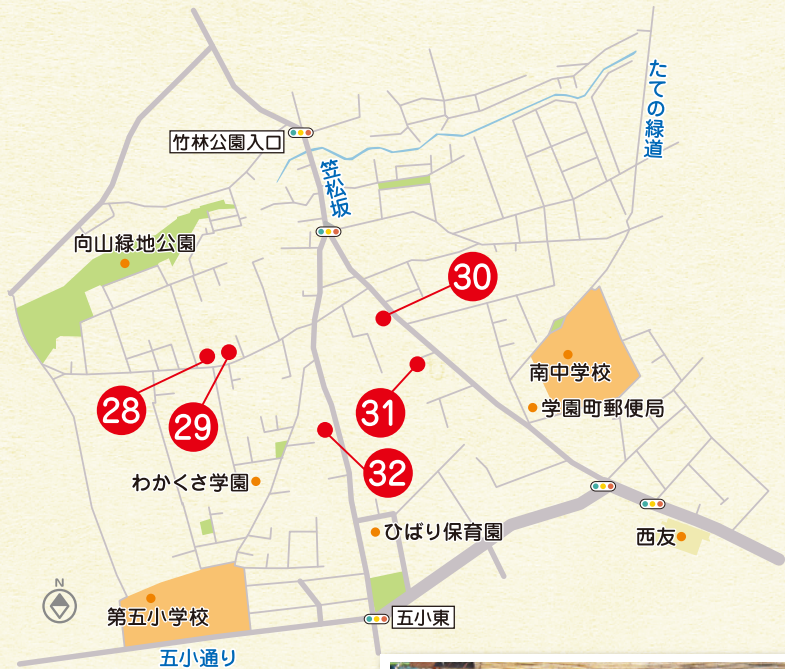 たての緑道
竹林公園入口
笠松坂
向山緑地公園
30
南中学校
28
29
31
学園町郵便局
32
わかくさ学園
ひばり保育園
西友
N
第五小学校
五小東
五小通り